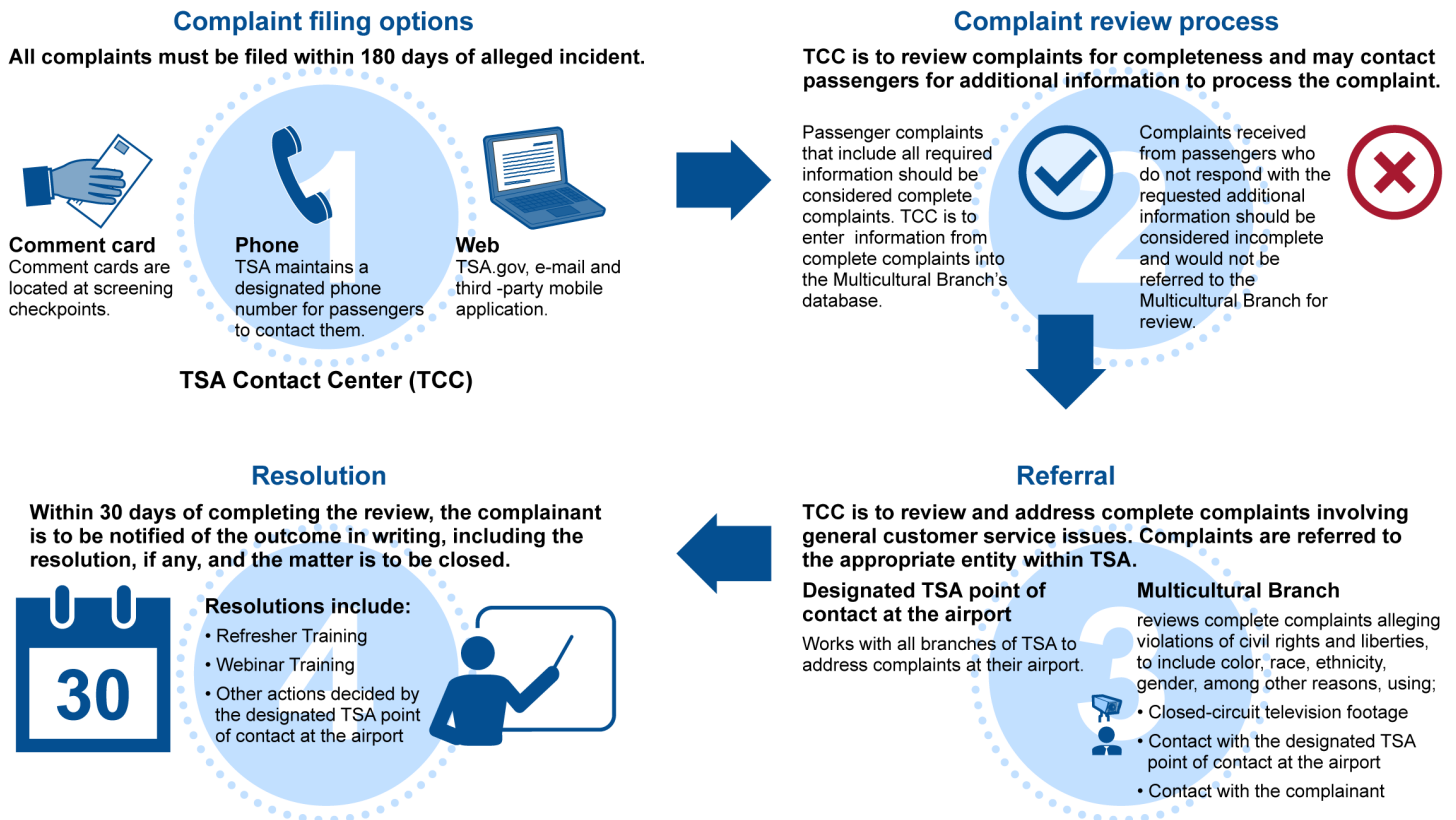 Complaint filing options
All complaints must be filed within 180 days of alleged incident.
1
Comment card
Comment cards are
located at screening
checkpoints.
Phone
TSA maintains a
designated phone
number for passengers
to contact them.
Web
TSA.gov, e-mail and
third -party mobile
application.
TSA Contact Center (TCC)
Complaint review process
TCC is to review complaints for completeness and may contact
passengers for additional information to process the complaint.
2
Passenger complaints
that include all required
information should be
considered complete
complaints. TCC is to
enter  information from
complete complaints into
the Multicultural Branch’s
database.
Complaints received
from passengers who
do not respond with the
requested additional
information should be
considered incomplete
and would not be
referred to the
Multicultural Branch for
review.
Referral
TCC is to review and address complete complaints involving
general customer service issues. Complaints are referred to
the appropriate entity within TSA.
3
Designated TSA point of
contact at the airport
Works with all branches of TSA to
address complaints at their airport.
Multicultural Branch
reviews complete complaints alleging
violations of civil rights and liberties,
to include color, race, ethnicity,
gender, among other reasons, using;
• Closed-circuit television footage
• Contact with the designated TSA
point of contact at the airport
• Contact with the complainant
Resolution
Within 30 days of completing the review, the complainant
is to be notified of the outcome in writing, including the
resolution, if any, and the matter is to be closed.
4
30
Resolutions include:
• Refresher Training
• Webinar Training
• Other actions decided by
the designated TSA point
of contact at the airport